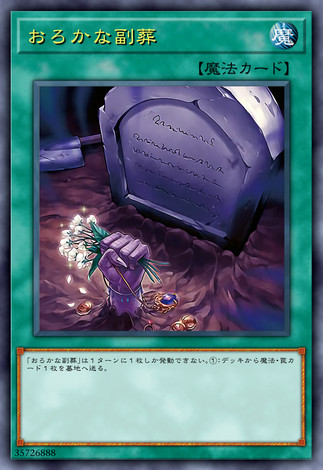 おろかな副葬
魔
【魔法カード】
「おろかな副葬」は1ターンに1枚しか発動できない。①:デッキから魔法・罠カ
ード1枚を墓地へ送る。
35726888